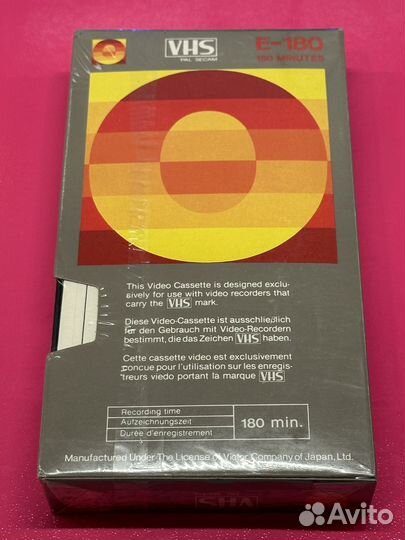 VHS
PAL SECAM
E-180
180 MINUTES
This Video Cassette is designed exclu-
sively for use with video recorders that
carry the VHS mark.
Diese Video-Cassette ist ausschließlich
fer den Gebrauch mit Video-Recordern
bestimmt, die das Zeichen VHS haben.
Cette cassette video est exclusivement
concue pour l'utilisation sur les enregis-
treurs viedo portant la marque VHS
Recording time
Aufzeichnungszeit
Durée d'enregistrement
180 min.
Manufactured Under The License of Victor Company of Japan, Ltd.
VHS
Avito